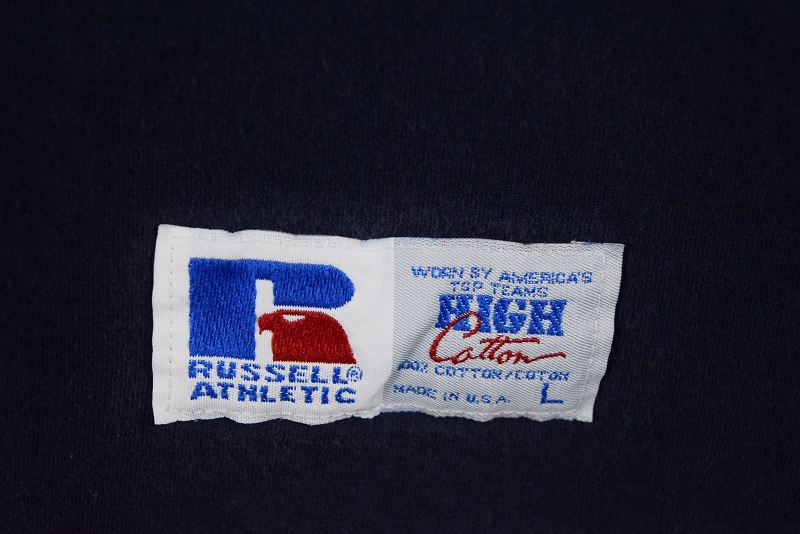 RUSSELL®
ATHLETIC
WORN BY AMERICA'S
TOP TEAMS
HIGH
Cotton
100% COTTON/COTON
MADE IN U.S.A. L